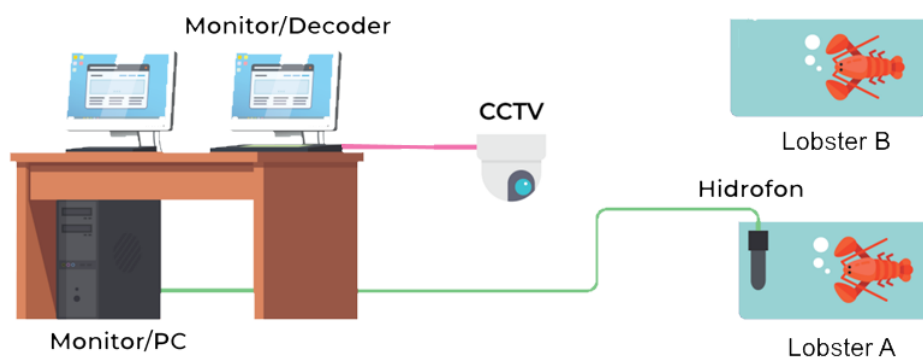 Monitor/Decoder
CCTV
Lobster B
Hidrofon
Monitor/PC
Lobster A